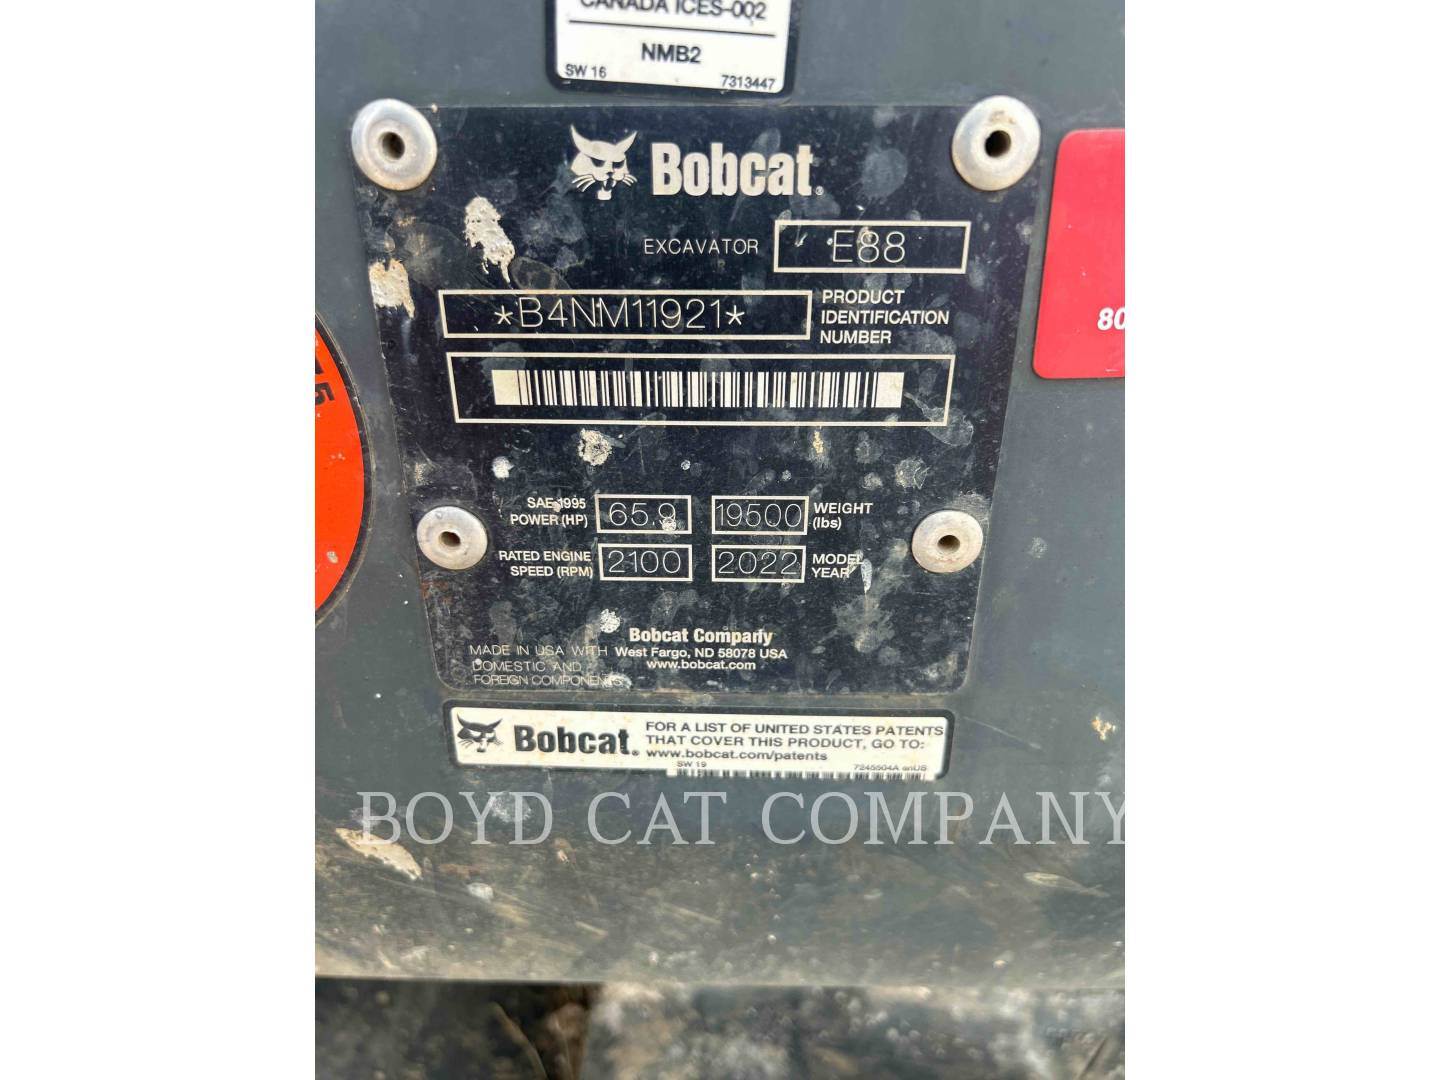 CANADA ICES-002
NMB2
SW 16 7313447
Bobcat®
EXCAVATOR E88
*B4NM11921* PRODUCT
IDENTIFICATION
NUMBER
80
SAE 1995
POWER (HP) 65.9
19500 WEIGHT
(lbs)
RATED ENGINE
SPEED (RPM) 2100
2022 MODEL
YEAR
Bobcat Company
West Fargo, ND 58078 USA
www.bobcat.com
MADE IN USA WITH
DOMESTIC AND
FOREIGN COMPONENTS
Bobcat®
FOR A LIST OF UNITED STATES PATENTS
THAT COVER THIS PRODUCT, GO TO:
www.bobcat.com/patents
SW 19 7245504A enUS
BOYD CAT COMPANY